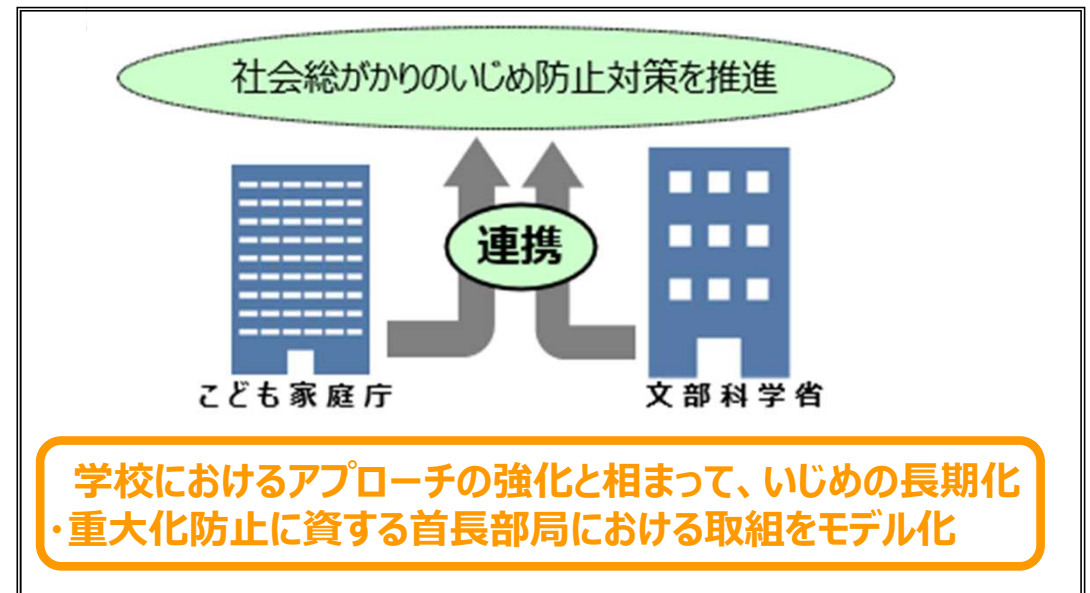 社会総がかりのいじめ防止対策を推進
連携
こども家庭庁
文部科学省
学校におけるアプローチの強化と相まって、いじめの長期化
・重大化防止に資する首長部局における取組をモデル化